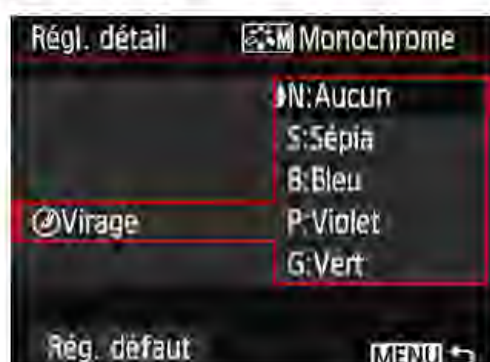 Régl. détail M Monochrome
N:Aucun
S:Sépia
B:Bleu
Virage P:Violet
G:Vert
Rég. défaut MENU